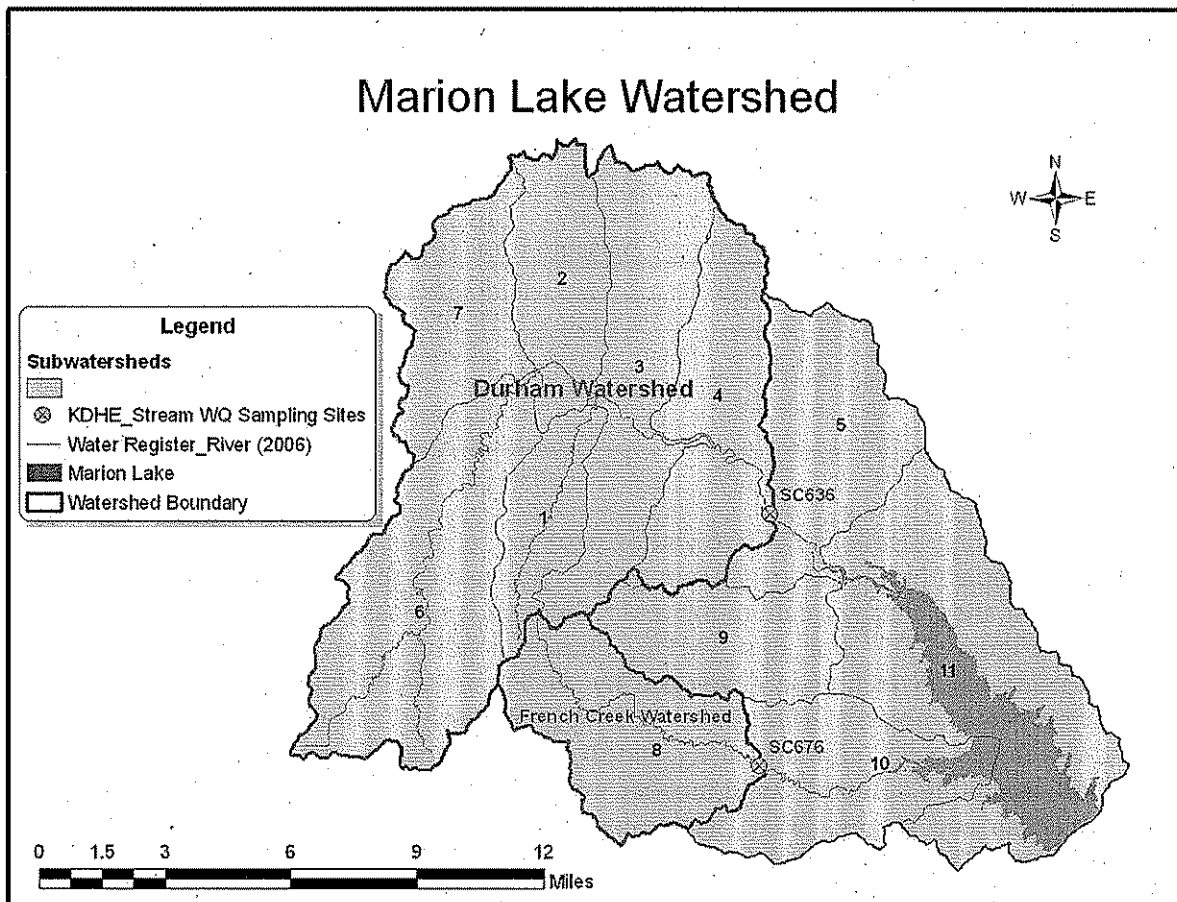 Marion Lake Watershed
N
W E
S
2
7
Legend
Subwatersheds
KDHE_Stream WQ Sampling Sites
Water Register_River (2006)
Marion Lake
Watershed Boundary
3
Durham Watershed
4
5
SC636
1
6
9
11
French Creek Watershed
8
SC676
10
0 1.5 3 6 9 12
Miles